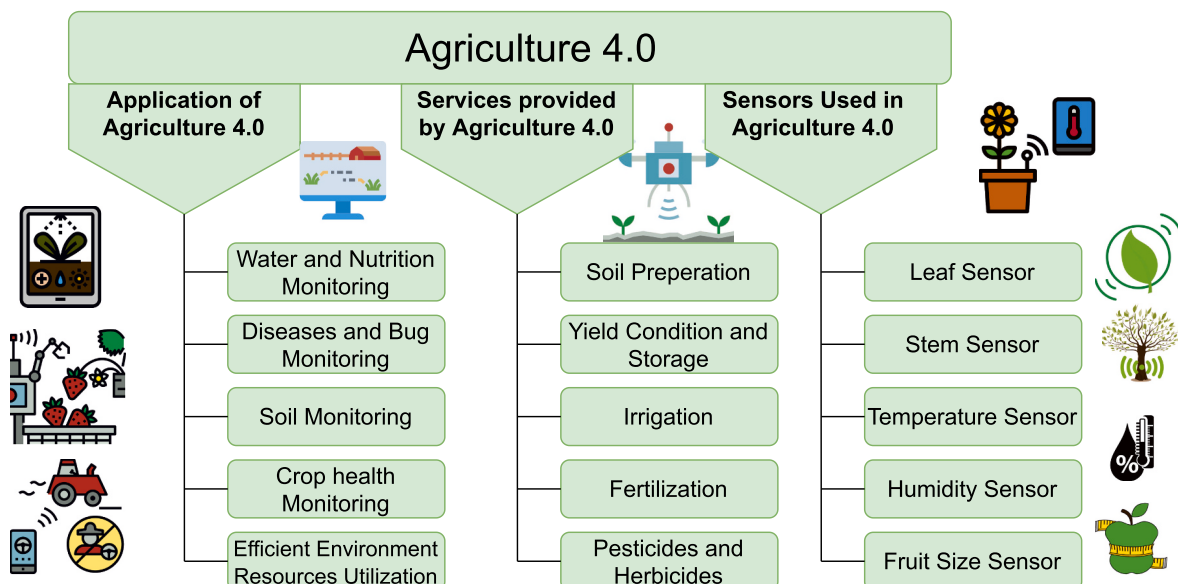 Agriculture 4.0
Application of
Agriculture 4.0
Services provided
by Agriculture 4.0
Sensors Used in
Agriculture 4.0
Water and Nutrition
Monitoring
Diseases and Bug
Monitoring
Soil Monitoring
Crop health
Monitoring
Efficient Environment
Resources Utilization
Soil Preperation
Yield Condition and
Storage
Irrigation
Fertilization
Pesticides and
Herbicides
Leaf Sensor
Stem Sensor
Temperature Sensor
Humidity Sensor
Fruit Size Sensor
%